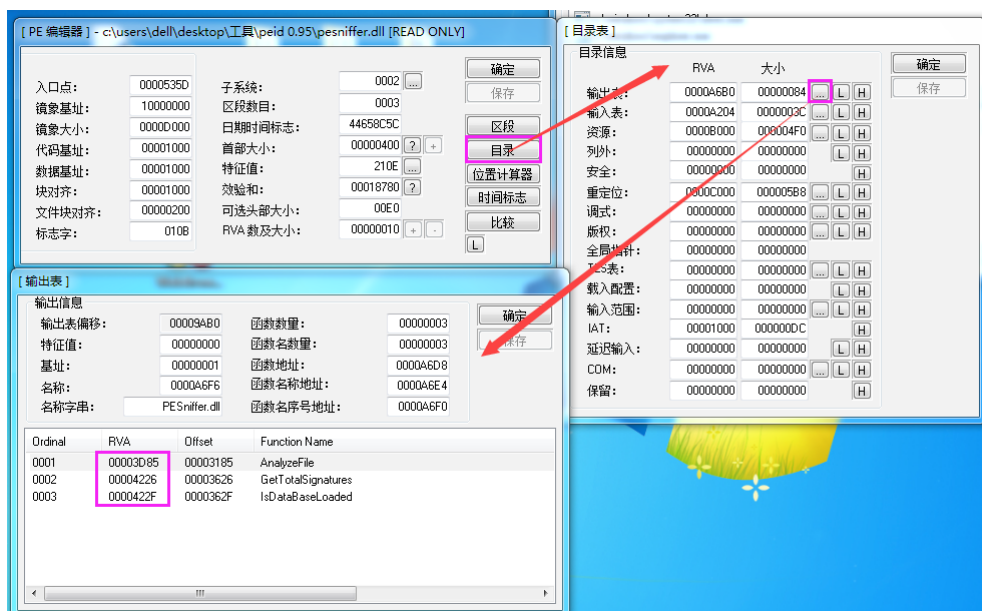 [ PE 编辑器 ] - c:\users\dell\desktop\工具\peid 0.95\pesniffer.dll [READ ONLY]
入口点: 0000535D 子系统: 0002 ... 确定
镜象基址: 10000000 区段数目: 0003 保存
镜象大小: 0000D000 日期时间标志: 44658C5C
代码基址: 00001000 首部大小: 00000400 ? + 区段
数据基址: 00001000 特征值: 210E ... 目录
块对齐: 00001000 效验和: 00018780 ? 位置计算器
文件块对齐: 00000200 可选头部大小: 00E0 时间标志
标志字: 010B RVA 数及大小: 00000010 + - 比较
L
[ 目录表 ]
目录信息
RVA 大小 确定
输出表: 0000A6B0 00000084 ... L H 保存
输入表: 0000A204 0000003C ... L H
资源: 0000B000 000004F0 ... L H
列外: 00000000 00000000 L H
安全: 00000000 00000000 H
重定位: 0000C000 000005B8 ... L H
调式: 00000000 00000000 ... L H
版权: 00000000 00000000 ... L H
全局指针: 00000000 00000000
TLS表: 00000000 00000000 ... L H
载入配置: 00000000 00000000 L H
输入范围: 00000000 00000000 ... L H
IAT: 00001000 000000DC H
延迟输入: 00000000 00000000 L H
COM: 00000000 00000000 ... L H
保留: 00000000 00000000 H
[ 输出表 ]
输出信息
输出表偏移: 00009AB0 函数数量: 00000003 确定
特征值: 00000000 函数名数量: 00000003 保存
基址: 00000001 函数地址: 0000A6D8
名称: 0000A6F6 函数名称地址: 0000A6E4
名称字串: PESniffer.dll 函数名序号地址: 0000A6F0
Ordinal RVA Offset Function Name
0001 00003D85 00003185 AnalyzeFile
0002 00004226 00003626 GetTotalSignatures
0003 0000422F 0000362F IsDataBaseLoaded